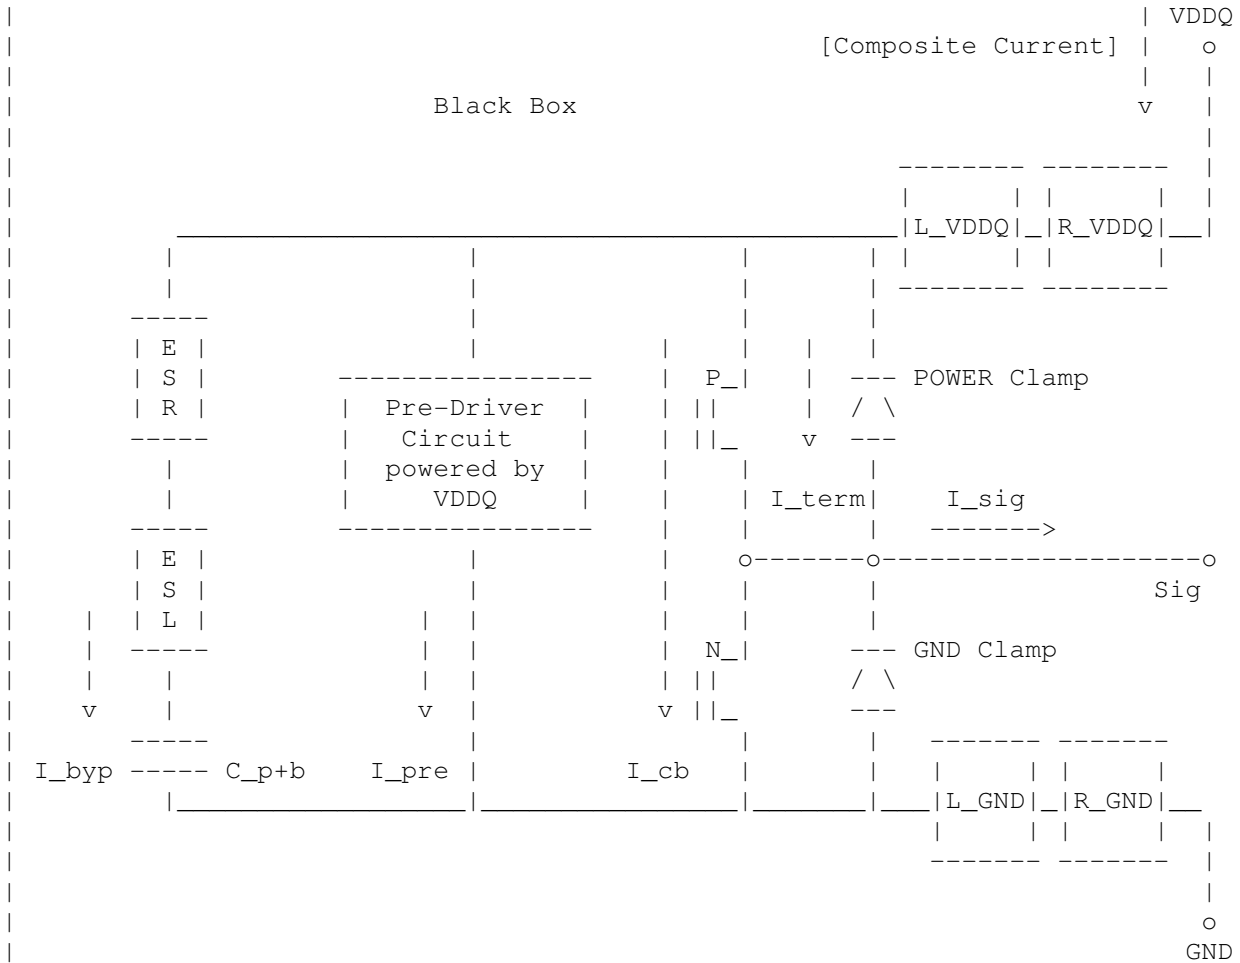 VDDQ
[Composite Current]
Black Box
L_VDDQ R_VDDQ
E
S P_ POWER Clamp
R Pre-Driver
Circuit
powered by
VDDQ I_term I_sig
E
S Sig
L
N_ GND Clamp
I_byp C_p+b I_pre I_cb
L_GND R_GND
GND